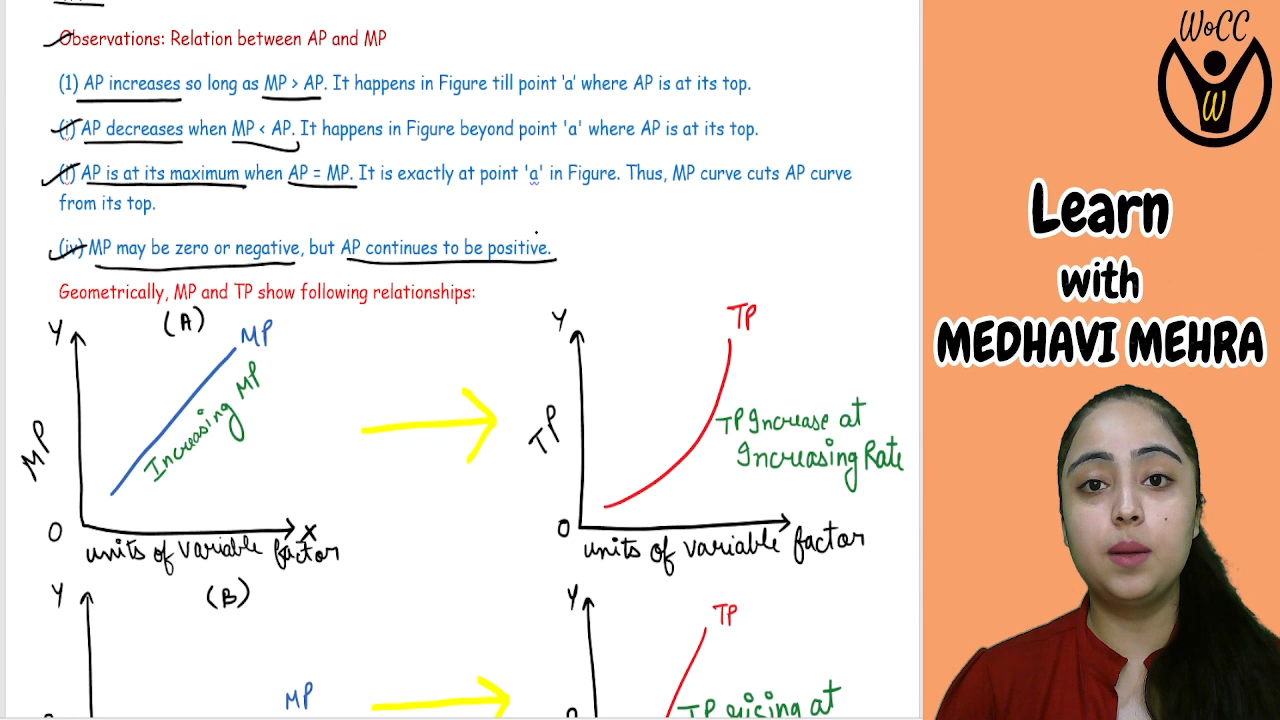 Observations: Relation between AP and MP
(1) AP increases so long as MP > AP. It happens in Figure till point 'a' where AP is at its top.
(i) AP decreases when MP < AP. It happens in Figure beyond point 'a' where AP is at its top.
(i) AP is at its maximum when AP = MP. It is exactly at point 'a' in Figure. Thus, MP curve cuts AP curve
from its top.
(iv) MP may be zero or negative, but AP continues to be positive.
Geometrically, MP and TP show following relationships:
(A)
Y
MP
Increasing MP
MP
O
X
units of variable factor
Y
TP
TP
TP Increase at
Increasing Rate
O
units of variable factor
(B)
Y
MP
Y
TP
TP rising at
WoCC
W
Learn
with
MEDHAVI MEHRA